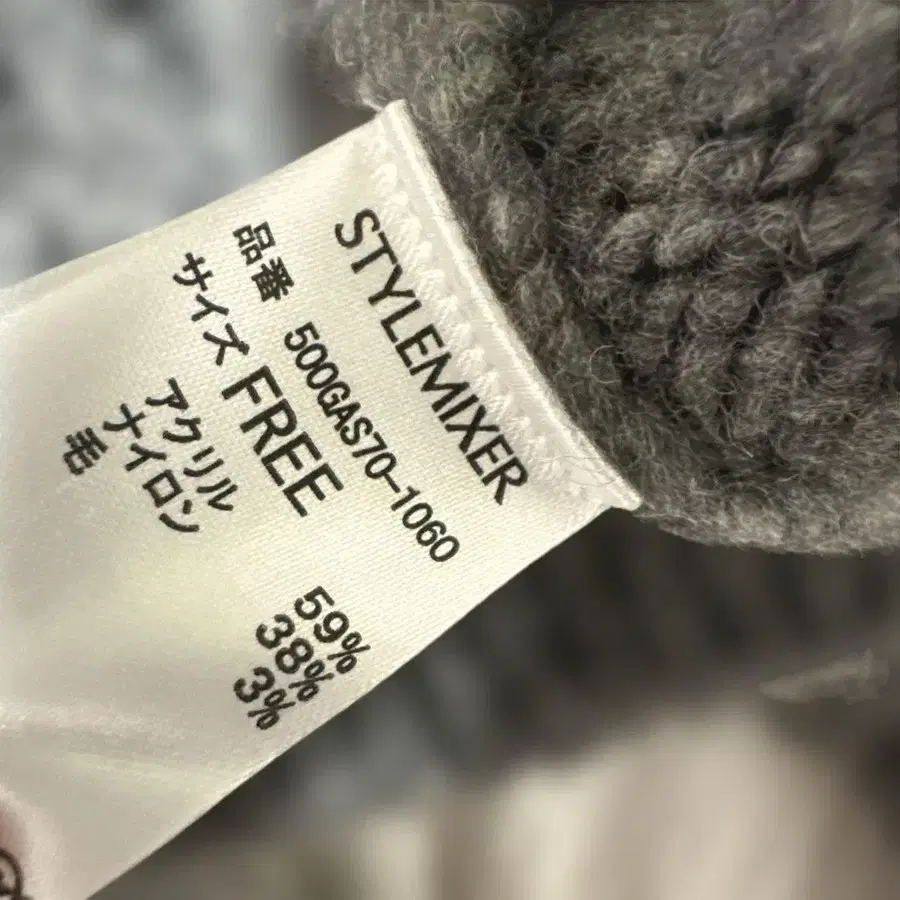 STYLEMIXER
品番 500GAS70-1060
サイズ FREE
アクリル 59%
ナイロン 38%
毛 3%